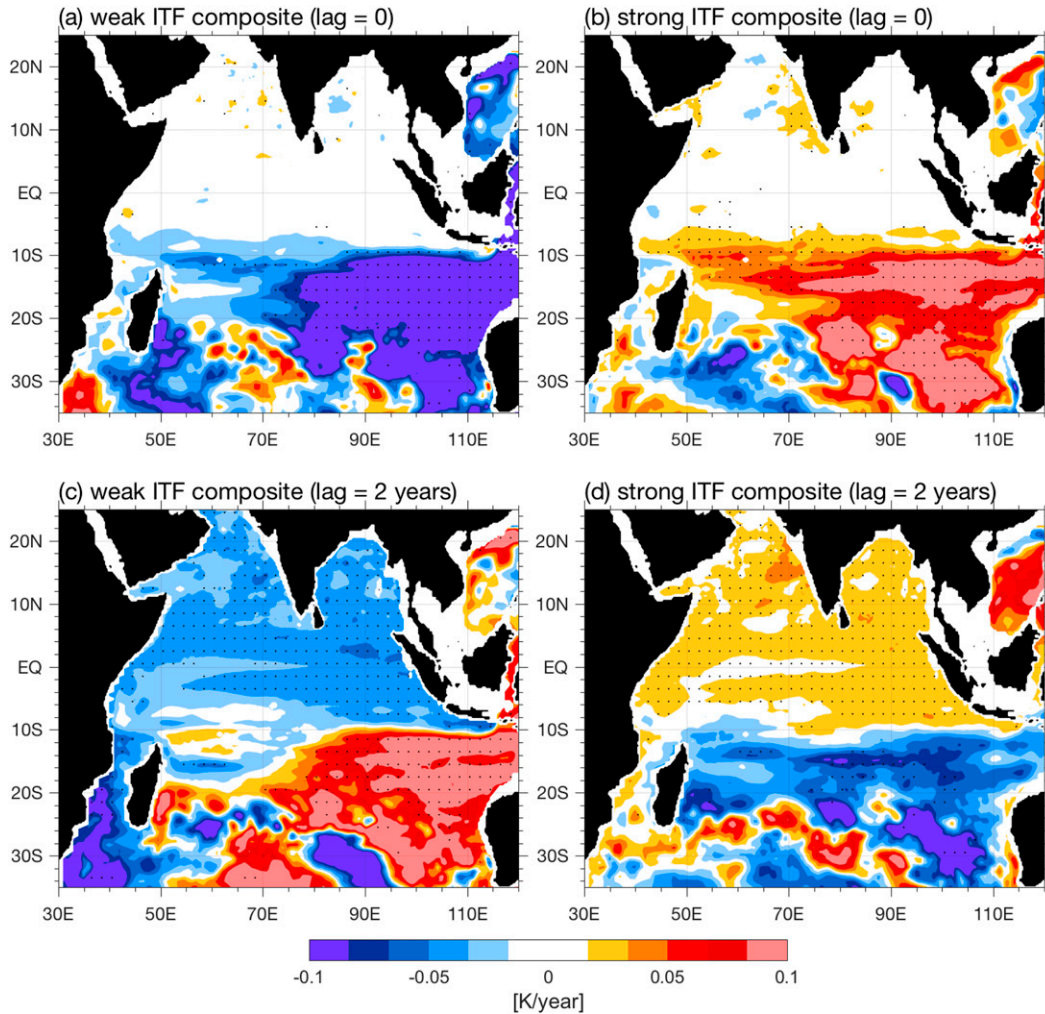 (a) weak ITF composite (lag = 0)
(b) strong ITF composite (lag = 0)
20N
10N
EQ
10S
20S
30S
30E 50E 70E 90E 110E
20N
10N
EQ
10S
20S
30S
30E 50E 70E 90E 110E
(c) weak ITF composite (lag = 2 years)
(d) strong ITF composite (lag = 2 years)
20N
10N
EQ
10S
20S
30S
30E 50E 70E 90E 110E
20N
10N
EQ
10S
20S
30S
30E 50E 70E 90E 110E
-0.1 -0.05 0 0.05 0.1
[K/year]